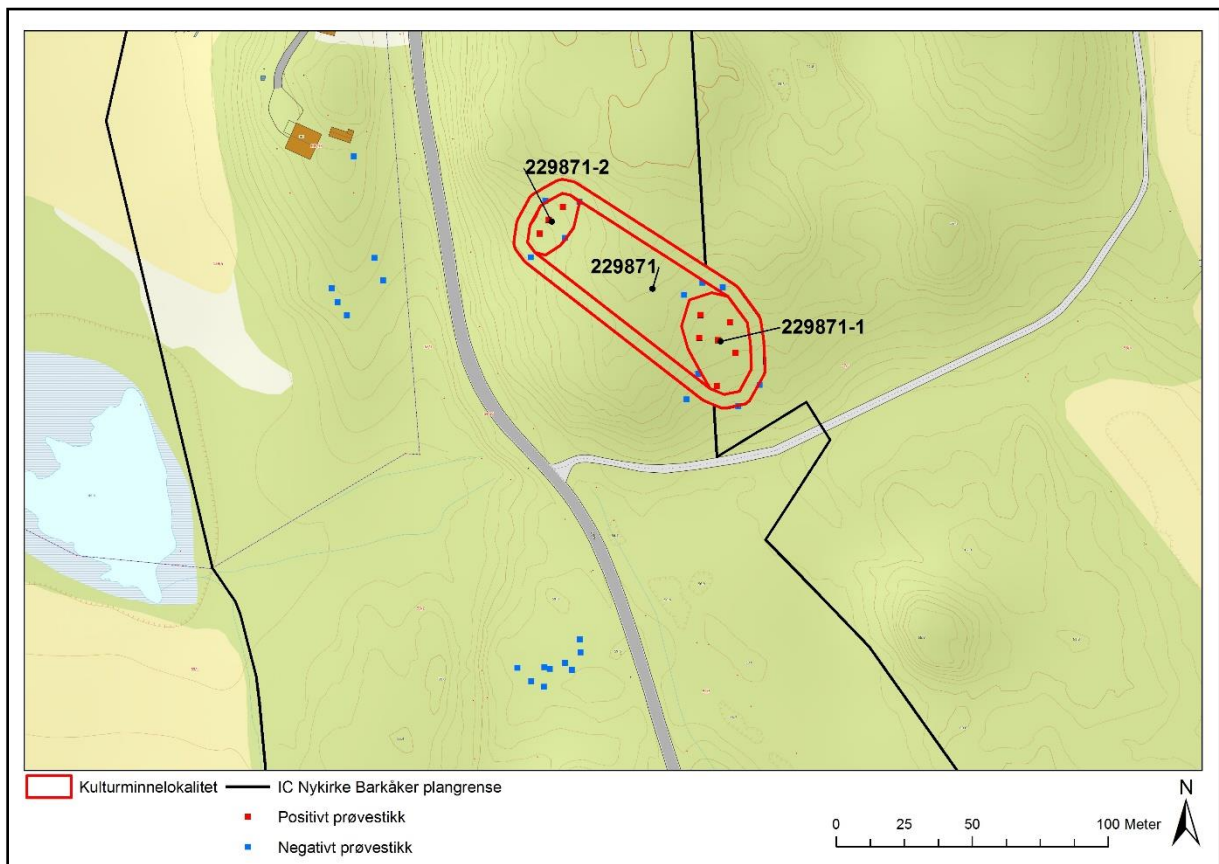 229871-2
229871
229871-1
Kulturminnelokalitet
IC Nykirke Barkåker plangrense
Positivt prøvestikk
Negativt prøvestikk
N
0 25 50 100 Meter